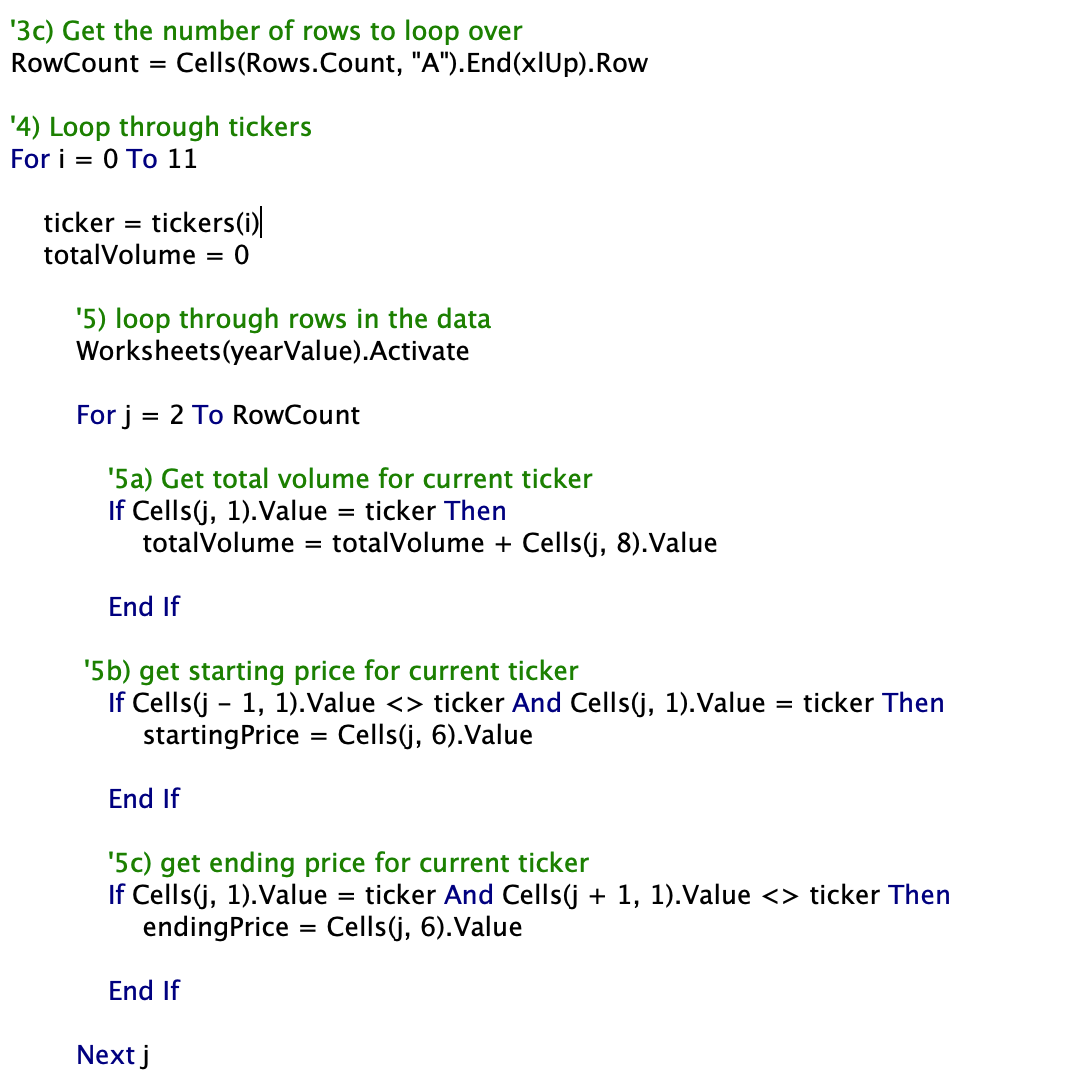 '3c) Get the number of rows to loop over
RowCount = Cells(Rows.Count, "A").End(xlUp).Row
'4) Loop through tickers
For i = 0 To 11
ticker = tickers(i)
totalVolume = 0
'5) loop through rows in the data
Worksheets(yearValue).Activate
For j = 2 To RowCount
'5a) Get total volume for current ticker
If Cells(j, 1).Value = ticker Then
totalVolume = totalVolume + Cells(j, 8).Value
End If
'5b) get starting price for current ticker
If Cells(j - 1, 1).Value <> ticker And Cells(j, 1).Value = ticker Then
startingPrice = Cells(j, 6).Value
End If
'5c) get ending price for current ticker
If Cells(j, 1).Value = ticker And Cells(j + 1, 1).Value <> ticker Then
endingPrice = Cells(j, 6).Value
End If
Next j